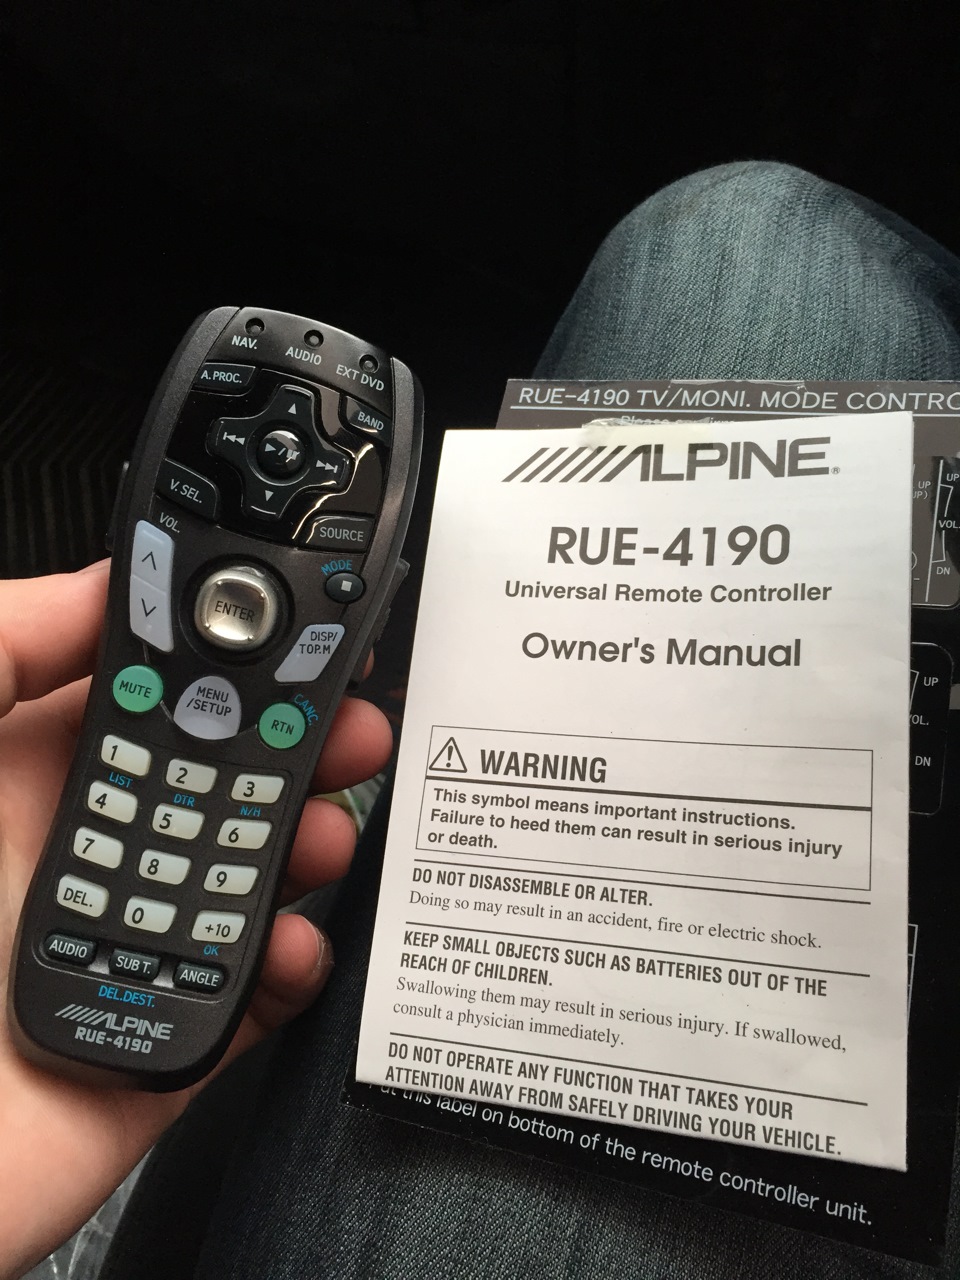 NAV.
AUDIO
EXT DVD
A.PROC.
BAND
V.SEL.
SOURCE
VOL.
MODE
ENTER
DISP/
TOP.M
MUTE
MENU
/SETUP
CANC.
RTN
1
2
3
LIST
DTR
N/H
4
5
6
7
8
9
DEL.
0
+10
OK
AUDIO
SUB T.
ANGLE
DEL.DEST.
ALPINE
RUE-4190
RUE-4190 TV/MONI. MODE CONTRO
Please
UP
UP)
UP
VOL.
DN
UP
VOL.
DN
ALPINE®
RUE-4190
Universal Remote Controller
Owner's Manual
WARNING
This symbol means important instructions.
Failure to heed them can result in serious injury
or death.
DO NOT DISASSEMBLE OR ALTER.
Doing so may result in an accident, fire or electric shock.
KEEP SMALL OBJECTS SUCH AS BATTERIES OUT OF THE
REACH OF CHILDREN.
Swallowing them may result in serious injury. If swallowed,
consult a physician immediately.
DO NOT OPERATE ANY FUNCTION THAT TAKES YOUR
ATTENTION AWAY FROM SAFELY DRIVING YOUR VEHICLE.
Put this label on bottom of the remote controller unit.